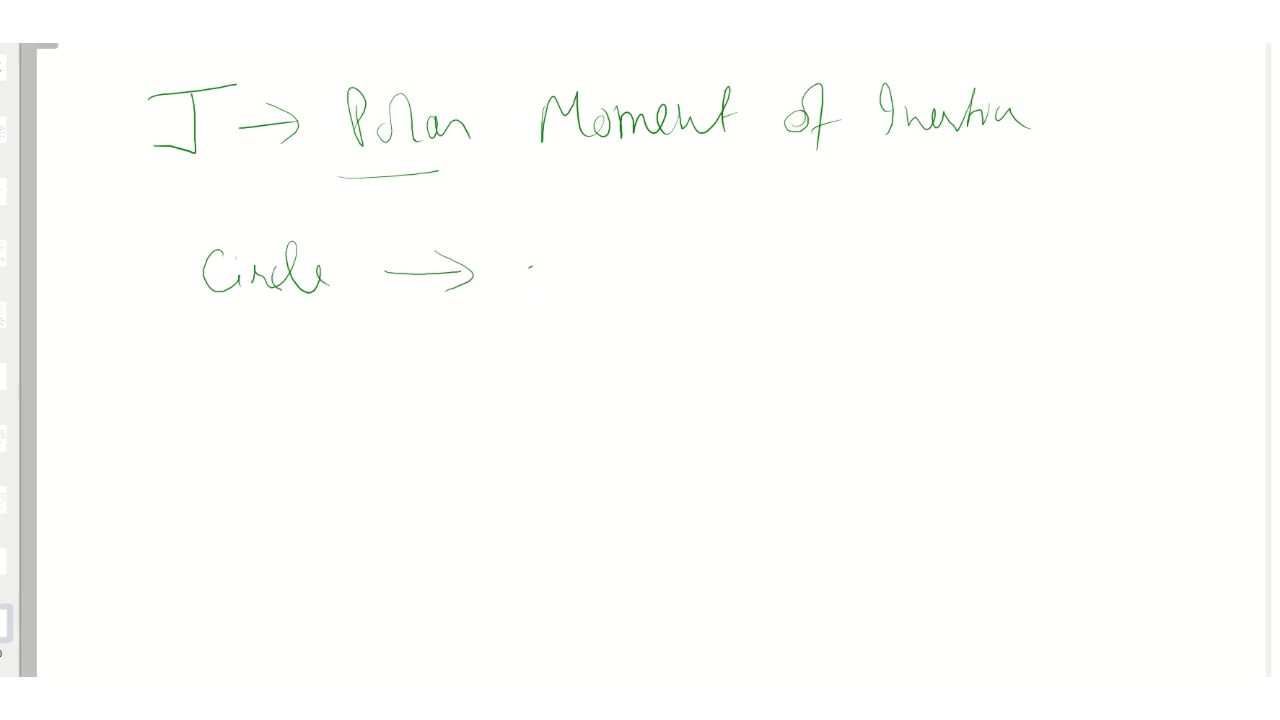 J → Polar Moment of Inertia
Circle →